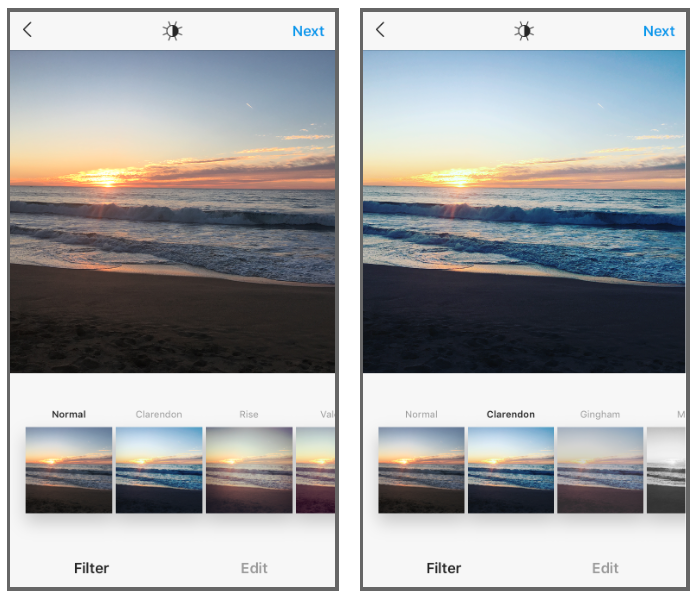 Next
Normal Clarendon Rise
Filter Edit
Next
Normal Clarendon Gingham M
Filter Edit